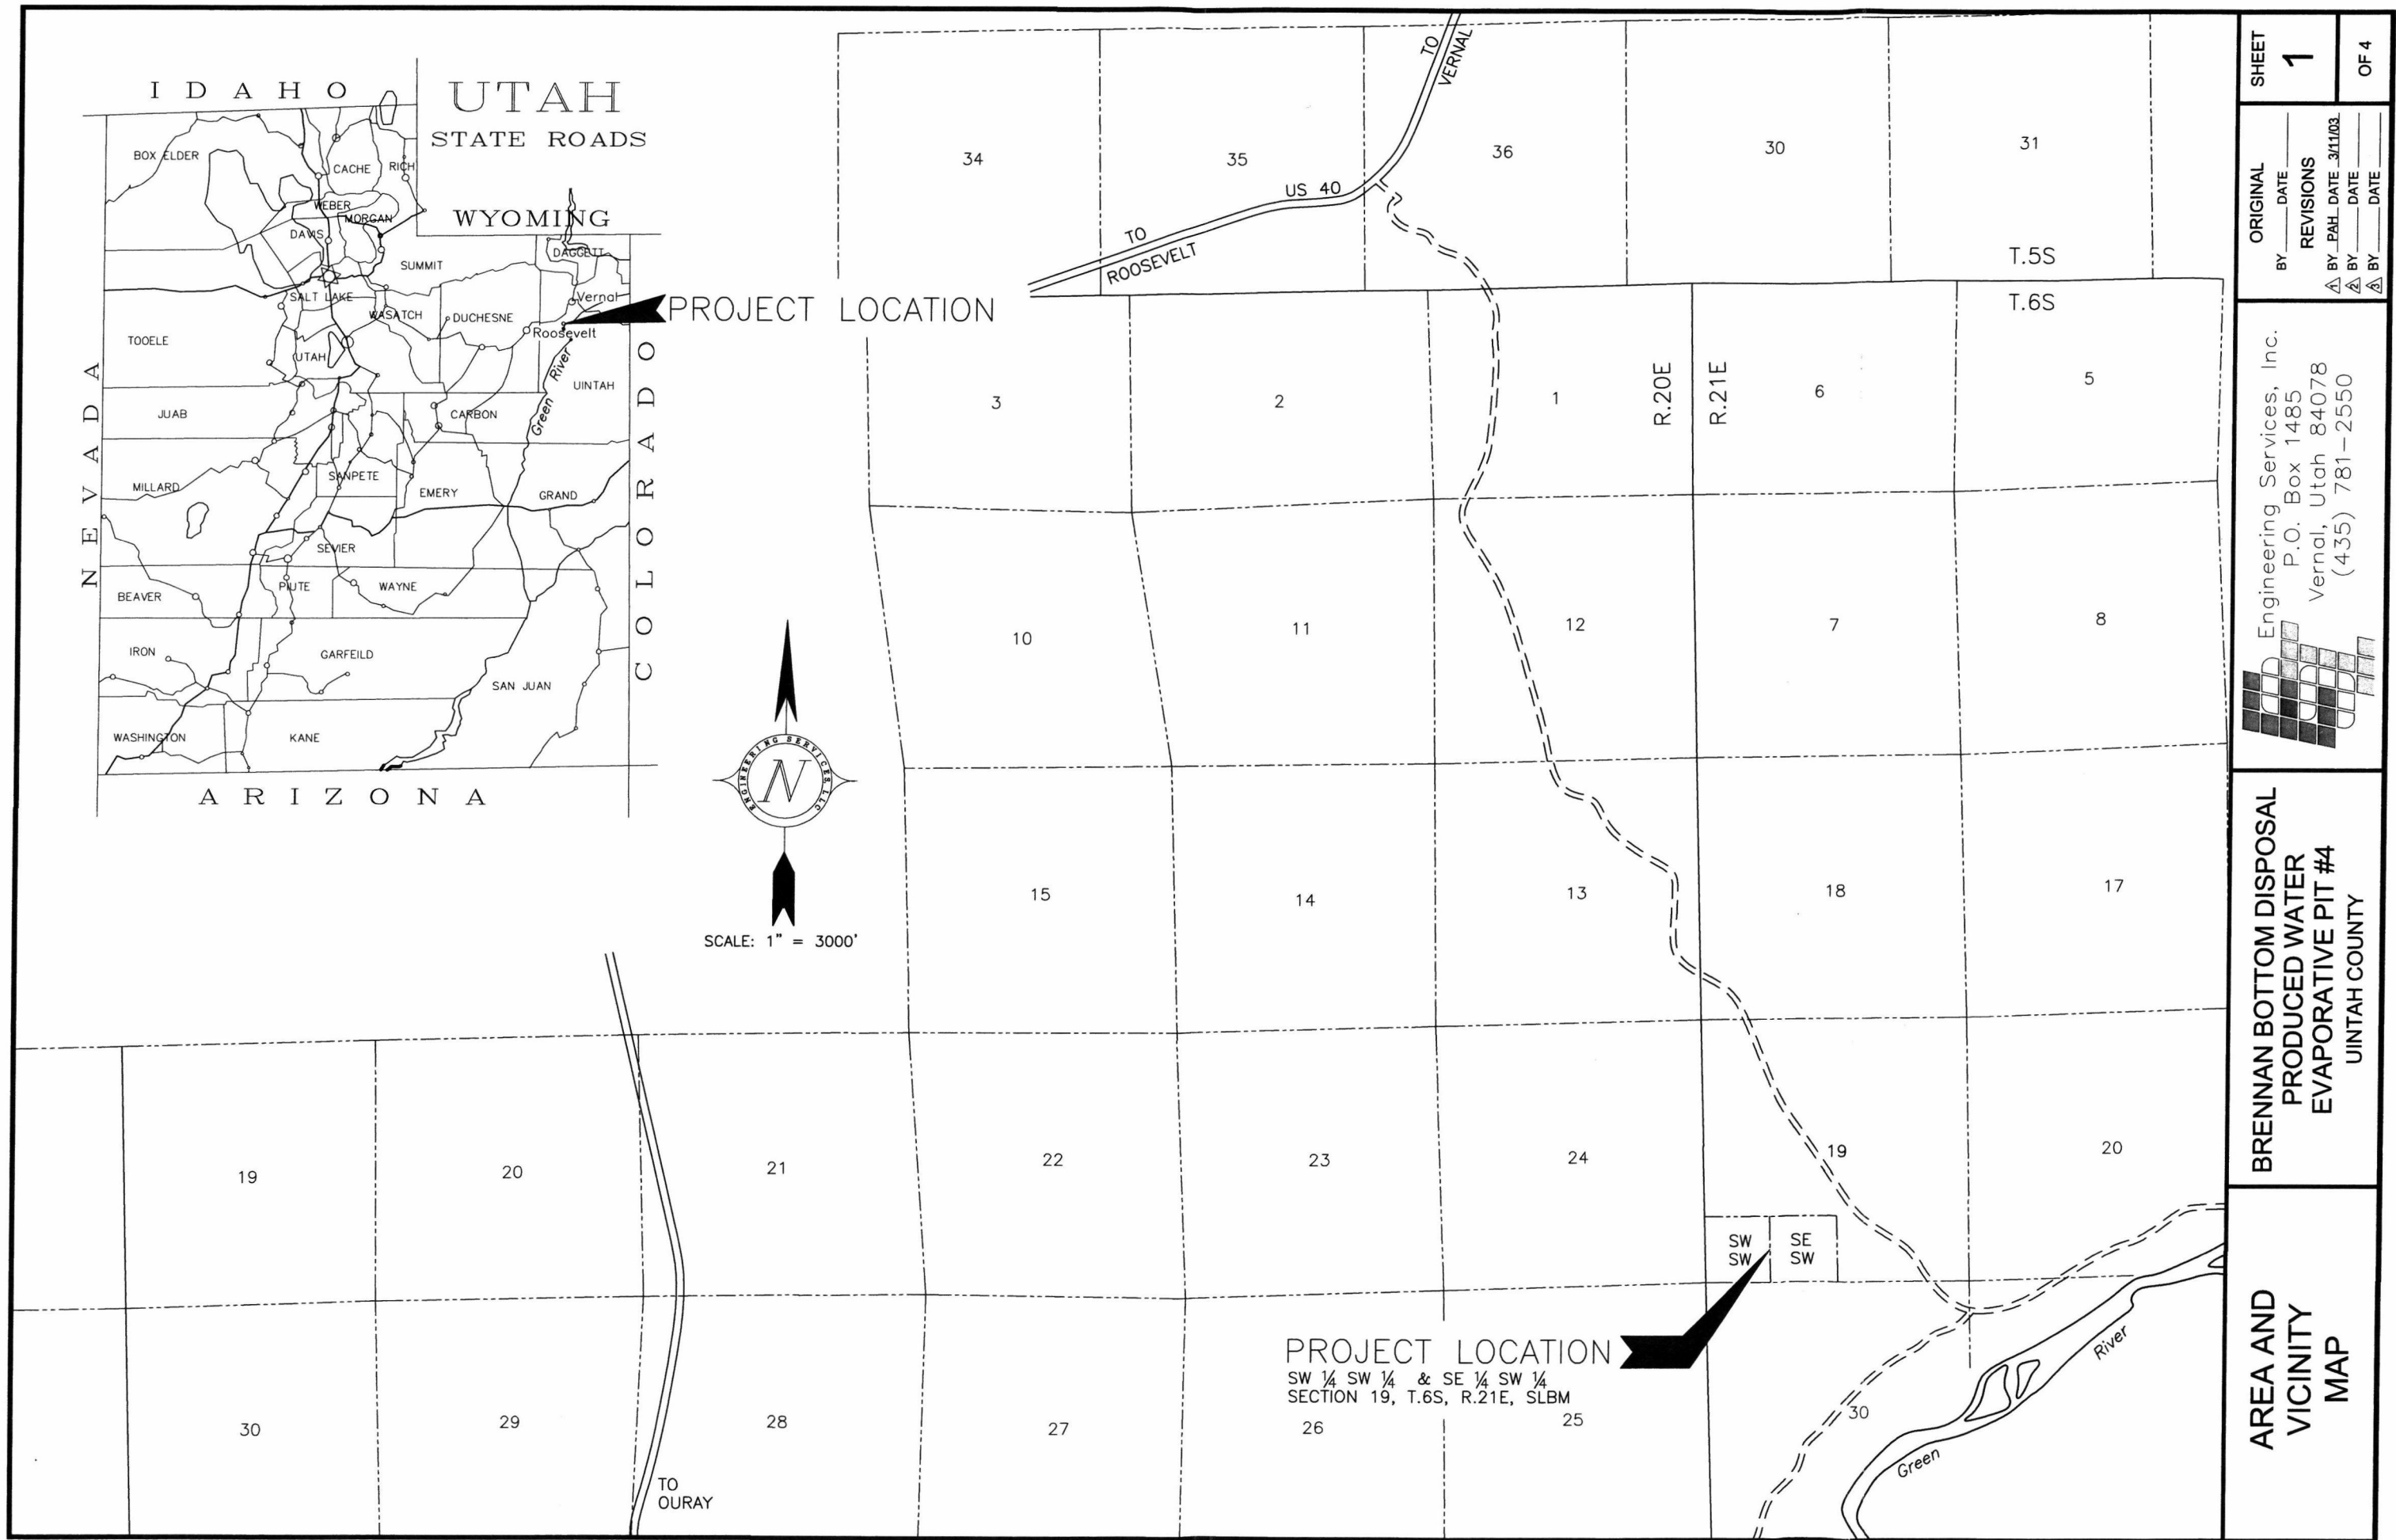 IDAHO
UTAH
STATE ROADS
BOX ELDER
CACHE
RICH
WEBER
MORGAN
WYOMING
DAVIS
DAGGETT
SUMMIT
SALT LAKE
Vernal
WASATCH
DUCHESNE
Roosevelt
TOOELE
UTAH
Green River
UINTAH
NEVADA
COLORADO
JUAB
CARBON
SANPETE
MILLARD
EMERY
GRAND
SEVIER
PIUTE
WAYNE
BEAVER
IRON
GARFEILD
SAN JUAN
WASHINGTON
KANE
ARIZONA
PROJECT LOCATION
ENGINEERING SERVICES LLC
N
SCALE: 1" = 3000'
TO
VERNAL
34
35
36
30
31
US 40
TO
ROOSEVELT
T.5S
T.6S
3
2
1
R.20E
R.21E
6
5
10
11
12
7
8
15
14
13
18
17
19
20
21
22
23
24
19
20
SW
SW
SE
SW
PROJECT LOCATION
SW ¼ SW ¼ & SE ¼ SW ¼
SECTION 19, T.6S, R.21E, SLBM
30
29
28
27
26
25
30
TO
OURAY
Green
River
SHEET
1
OF 4
ORIGINAL
BY DATE
REVISIONS
1 BY PAH DATE 3/11/03
2 BY DATE
3 BY DATE
Engineering Services, Inc.
P.O. Box 1485
Vernal, Utah 84078
(435) 781-2550
BRENNAN BOTTOM DISPOSAL
PRODUCED WATER
EVAPORATIVE PIT #4
UINTAH COUNTY
AREA AND
VICINITY
MAP